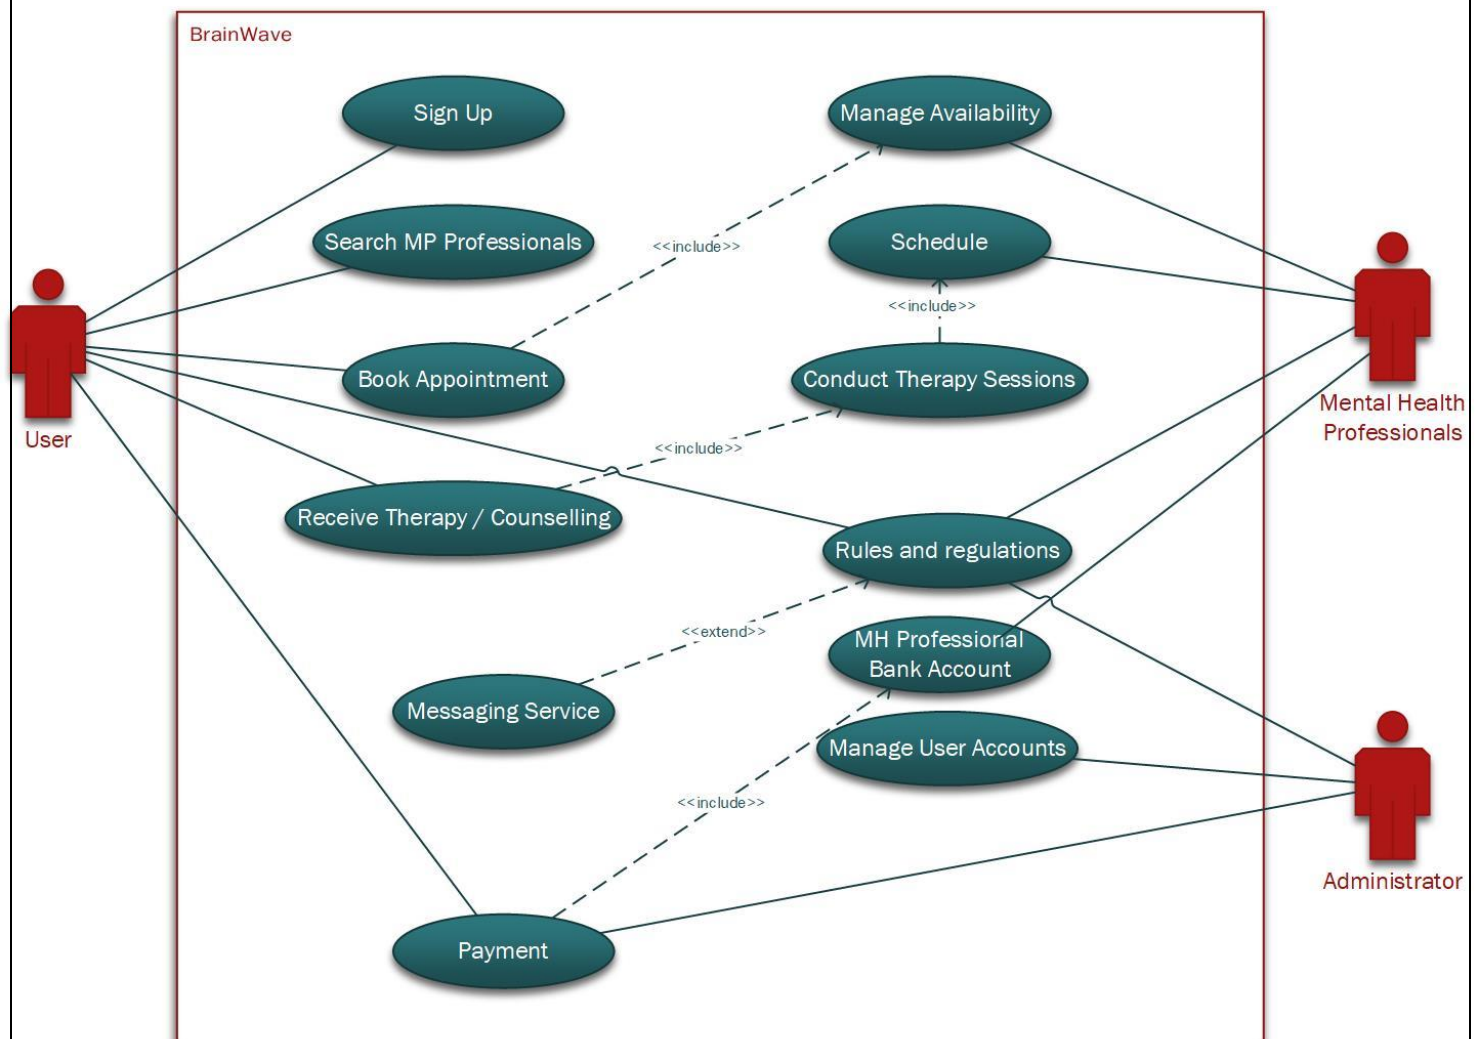 BrainWave
Sign Up
Manage Availability
Search MP Professionals
<<include>>
Schedule
<<include>>
Book Appointment
Conduct Therapy Sessions
Mental Health
Professionals
User
<<include>>
Receive Therapy / Counselling
Rules and regulations
<<extend>>
MH Professional
Bank Account
Messaging Service
Manage User Accounts
<<include>>
Administrator
Payment